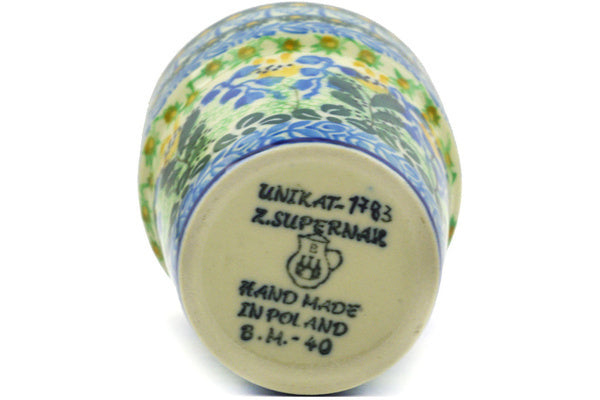 UNIKAT-1783
Z.SUPERNAK
B
HAND MADE
IN POLAND
B.M.-40